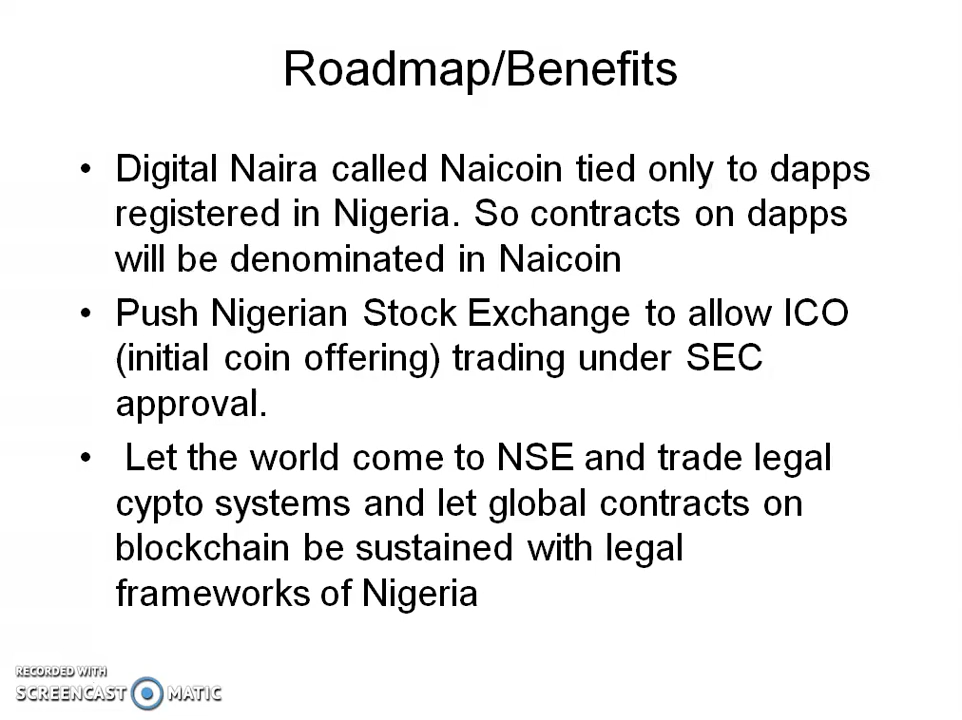 Roadmap/Benefits
• Digital Naira called Naicoin tied only to dapps
registered in Nigeria. So contracts on dapps
will be denominated in Naicoin
• Push Nigerian Stock Exchange to allow ICO
(initial coin offering) trading under SEC
approval.
• Let the world come to NSE and trade legal
cypto systems and let global contracts on
blockchain be sustained with legal
frameworks of Nigeria
RECORDED WITH
SCREENCAST MATIC